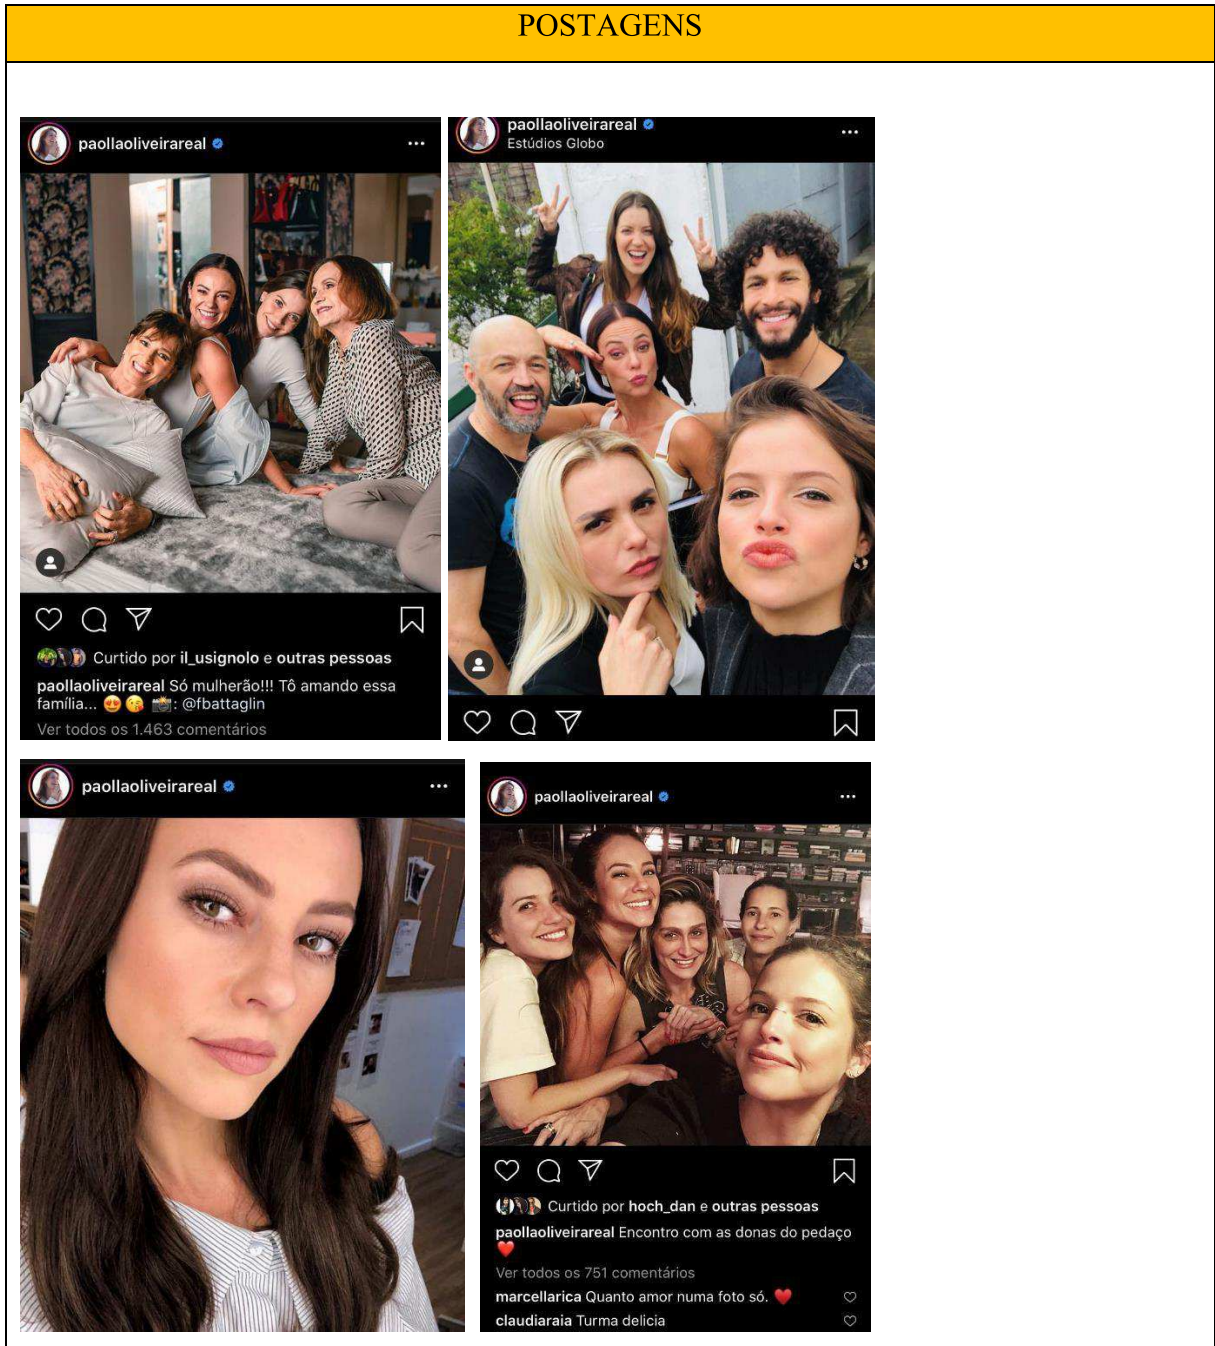 POSTAGENS
paollaoliveirareal
Curtido por il_usignolo e outras pessoas
paollaoliveirareal Só mulherão!!! Tô amando essa
família... 😍😘 📸: @fbattaglin
Ver todos os 1.463 comentários
paollaoliveirareal
Estúdios Globo
paollaoliveirareal
paollaoliveirareal
Curtido por hoch_dan e outras pessoas
paollaoliveirareal Encontro com as donas do pedaço
❤️
Ver todos os 751 comentários
marcellarica Quanto amor numa foto só. ❤️
claudiaraia Turma delicia